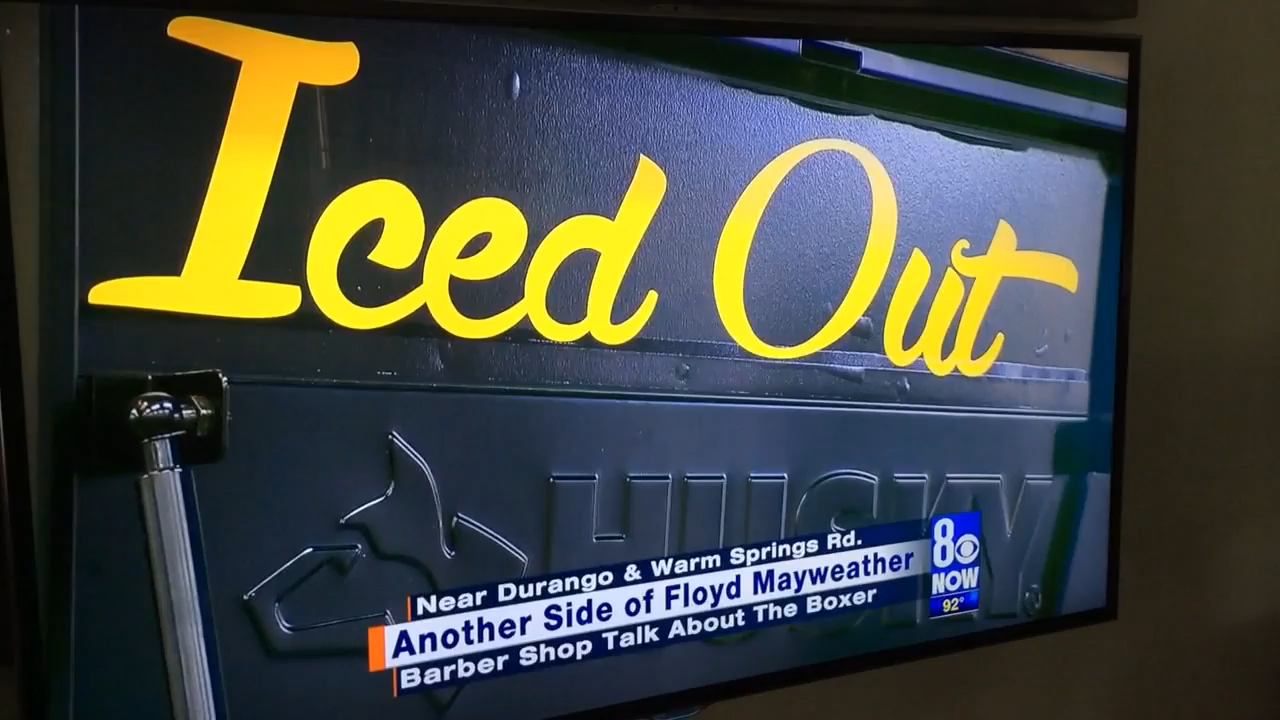 Iced Out
HUSKY
Near Durango & Warm Springs Rd.
Another Side of Floyd Mayweather
Barber Shop Talk About The Boxer
8
NOW
92°